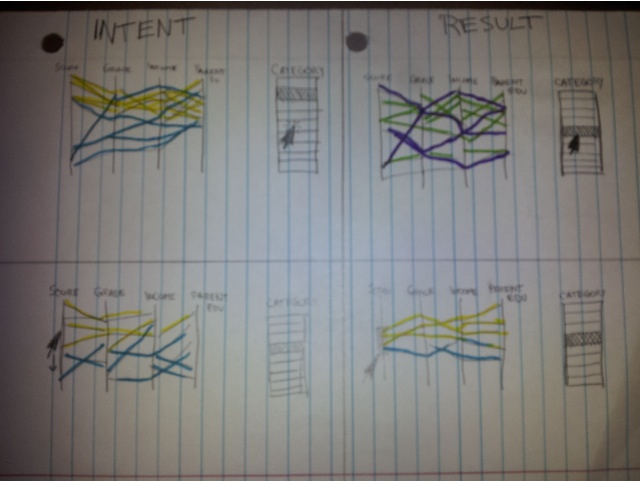 INTENT
RESULT
SCORE GRADE INCOME PARENT
CATEGORY
SCORE GRADE INCOME PARENT EDU
CATEGORY
SCORE GRADE INCOME PARENT EDU
CATEGORY
SCORE GRADE INCOME PARENT EDU
CATEGORY